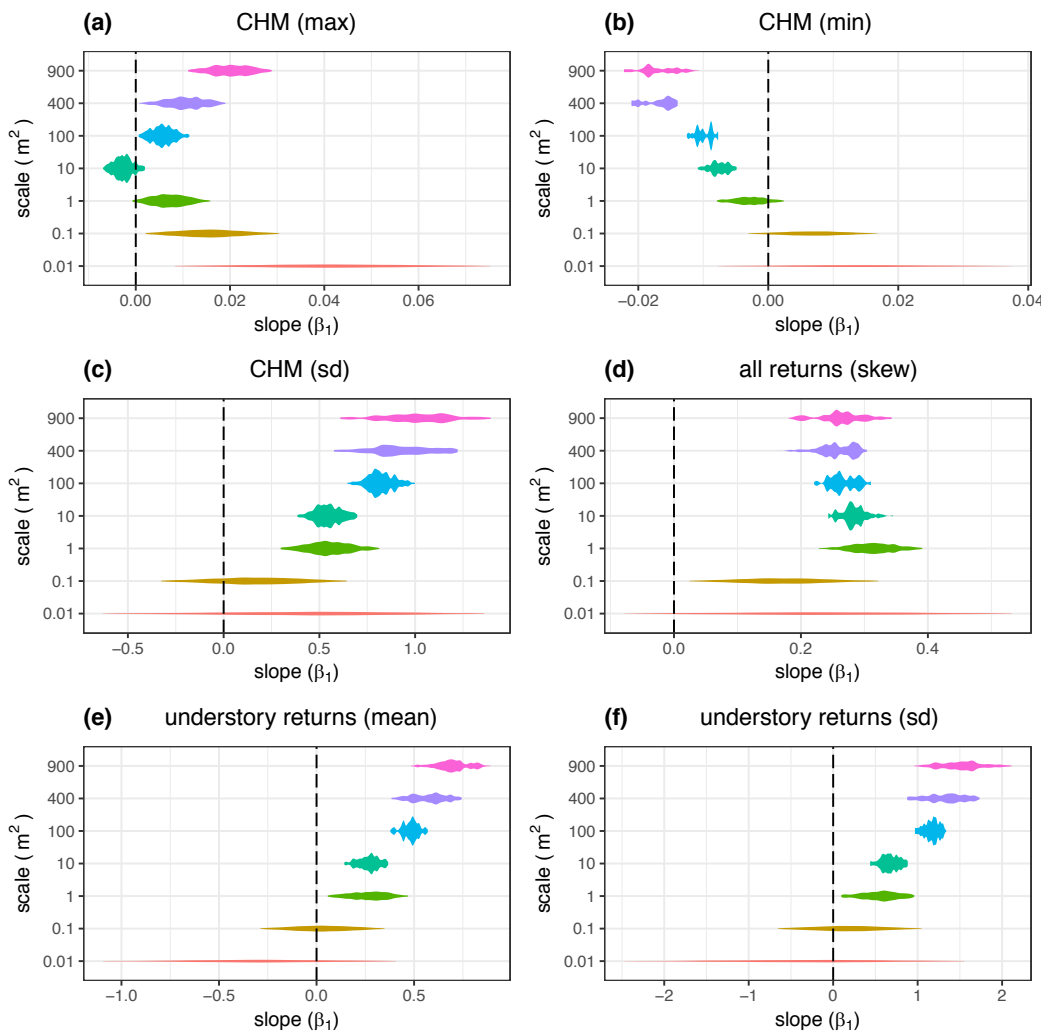 (a) CHM (max)
900
400
100
10
1
0.1
0.01
scale ( m²)
0.00 0.02 0.04 0.06
slope (β₁)
(b) CHM (min)
900
400
100
10
1
0.1
0.01
scale ( m²)
−0.02 0.00 0.02 0.04
slope (β₁)
(c) CHM (sd)
900
400
100
10
1
0.1
0.01
scale ( m²)
−0.5 0.0 0.5 1.0
slope (β₁)
(d) all returns (skew)
900
400
100
10
1
0.1
0.01
scale ( m²)
0.0 0.2 0.4
slope (β₁)
(e) understory returns (mean)
900
400
100
10
1
0.1
0.01
scale ( m²)
−1.0 −0.5 0.0 0.5
slope (β₁)
(f) understory returns (sd)
900
400
100
10
1
0.1
0.01
scale ( m²)
−2 −1 0 1 2
slope (β₁)